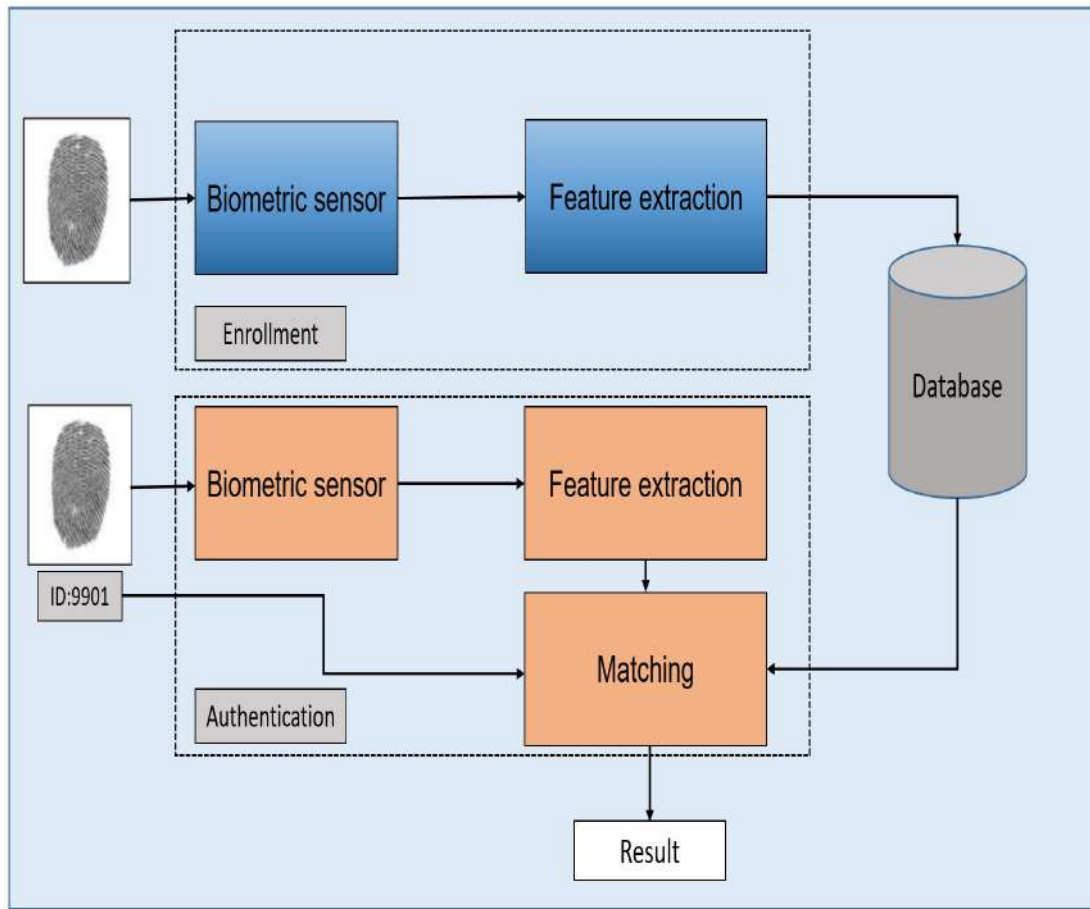 Biometric sensor
Feature extraction
Enrollment
Database
Biometric sensor
Feature extraction
ID:9901
Matching
Authentication
Result